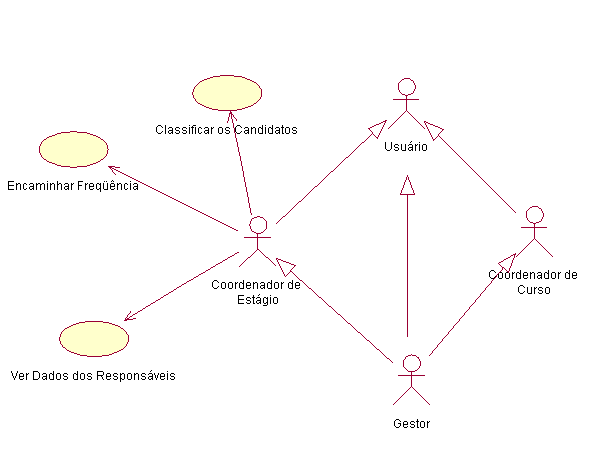 Classificar os Candidatos
Usuário
Encaminhar Freqüência
Coordenador de
Estágio
Coordenador de
Curso
Ver Dados dos Responsáveis
Gestor